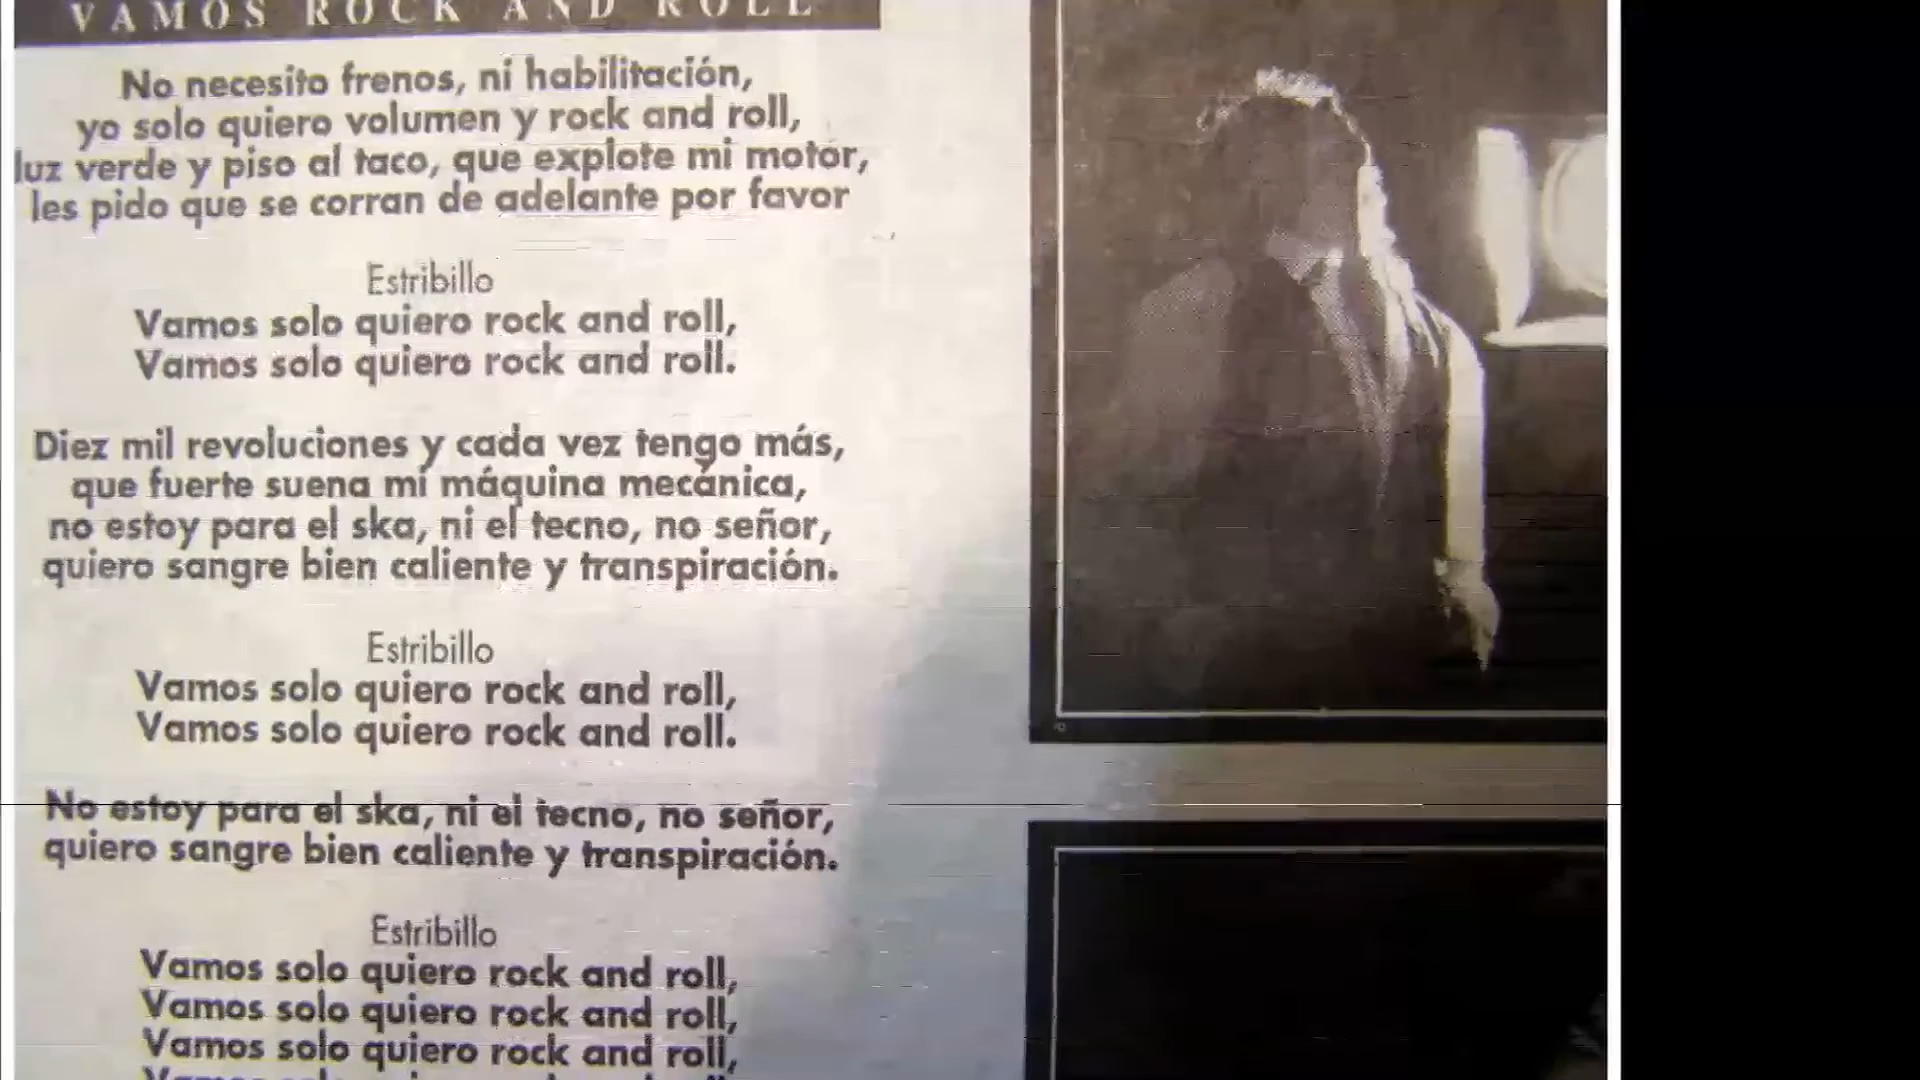 VAMOS ROCK AND ROLL
No necesito frenos, ni habilitación,
yo solo quiero volumen y rock and roll,
luz verde y piso al taco, que explote mi motor,
les pido que se corran de adelante por favor
Estribillo
Vamos solo quiero rock and roll,
Vamos solo quiero rock and roll.
Diez mil revoluciones y cada vez tengo más,
que fuerte suena mi máquina mecánica,
no estoy para el ska, ni el tecno, no señor,
quiero sangre bien caliente y transpiración.
Estribillo
Vamos solo quiero rock and roll,
Vamos solo quiero rock and roll.
No estoy para el ska, ni el tecno, no señor,
quiero sangre bien caliente y transpiración.
Estribillo
Vamos solo quiero rock and roll,
Vamos solo quiero rock and roll,
Vamos solo quiero rock and roll,